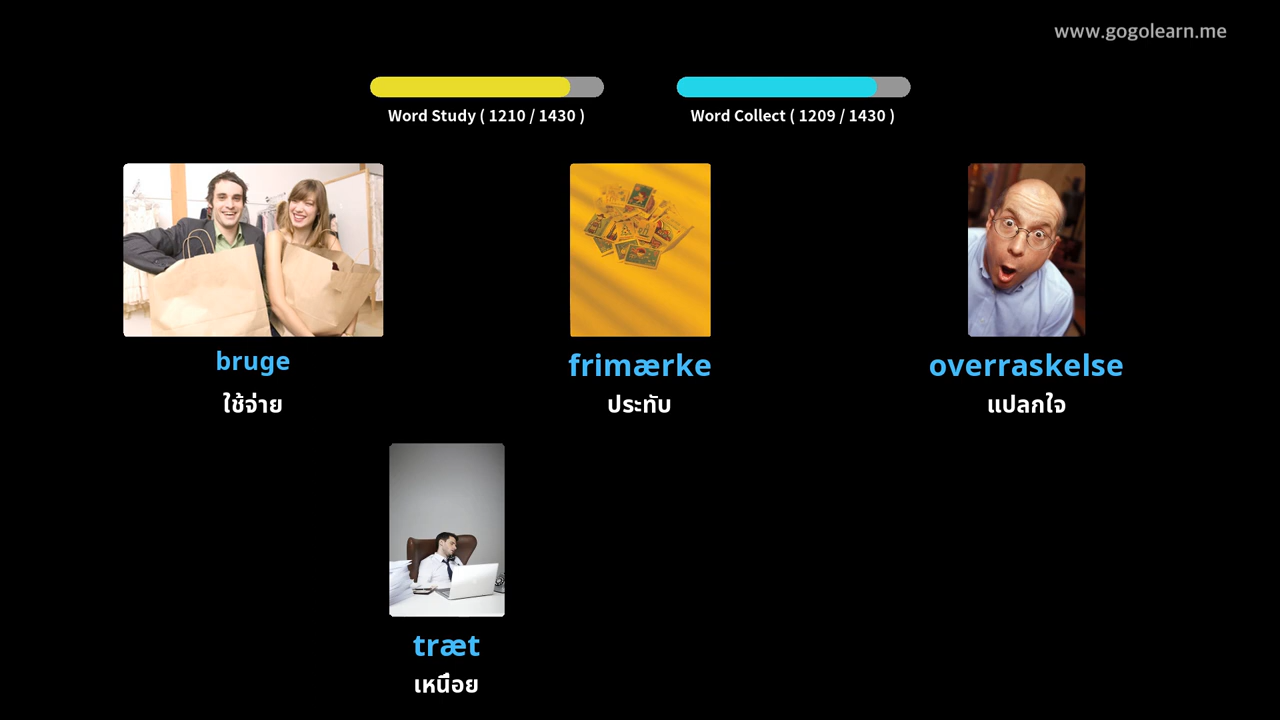 www.gogolearn.me
Word Study ( 1210 / 1430 )
Word Collect ( 1209 / 1430 )
bruge
frimærke
overraskelse
ใช้จ่าย
ประทับ
แปลกใจ
træt
เหนื่อย